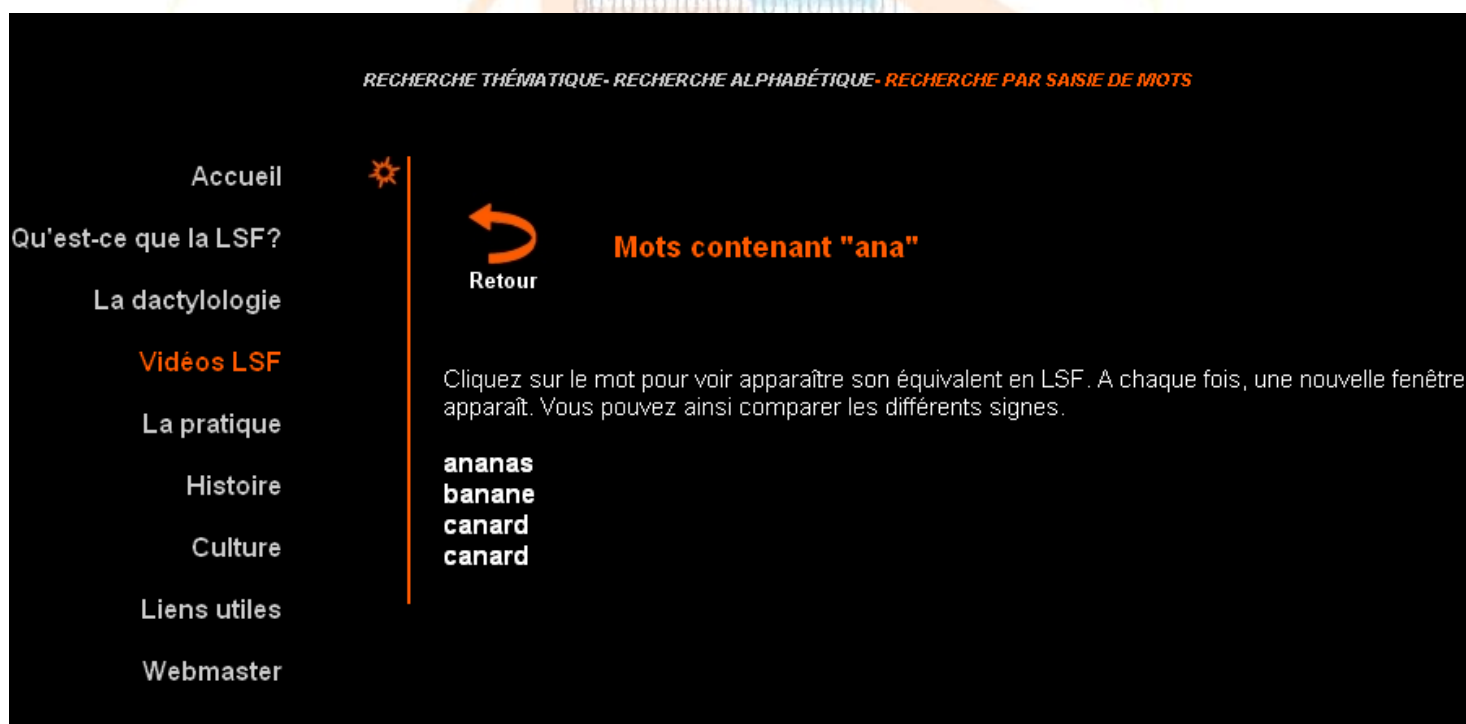 RECHERCHE THÉMATIQUE- RECHERCHE ALPHABÉTIQUE- RECHERCHE PAR SAISIE DE MOTS
Accueil
Qu'est-ce que la LSF?
La dactylologie
Vidéos LSF
La pratique
Histoire
Culture
Liens utiles
Webmaster
Retour
Mots contenant "ana"
Cliquez sur le mot pour voir apparaître son équivalent en LSF. A chaque fois, une nouvelle fenêtre
apparaît. Vous pouvez ainsi comparer les différents signes.
ananas
banane
canard
canard